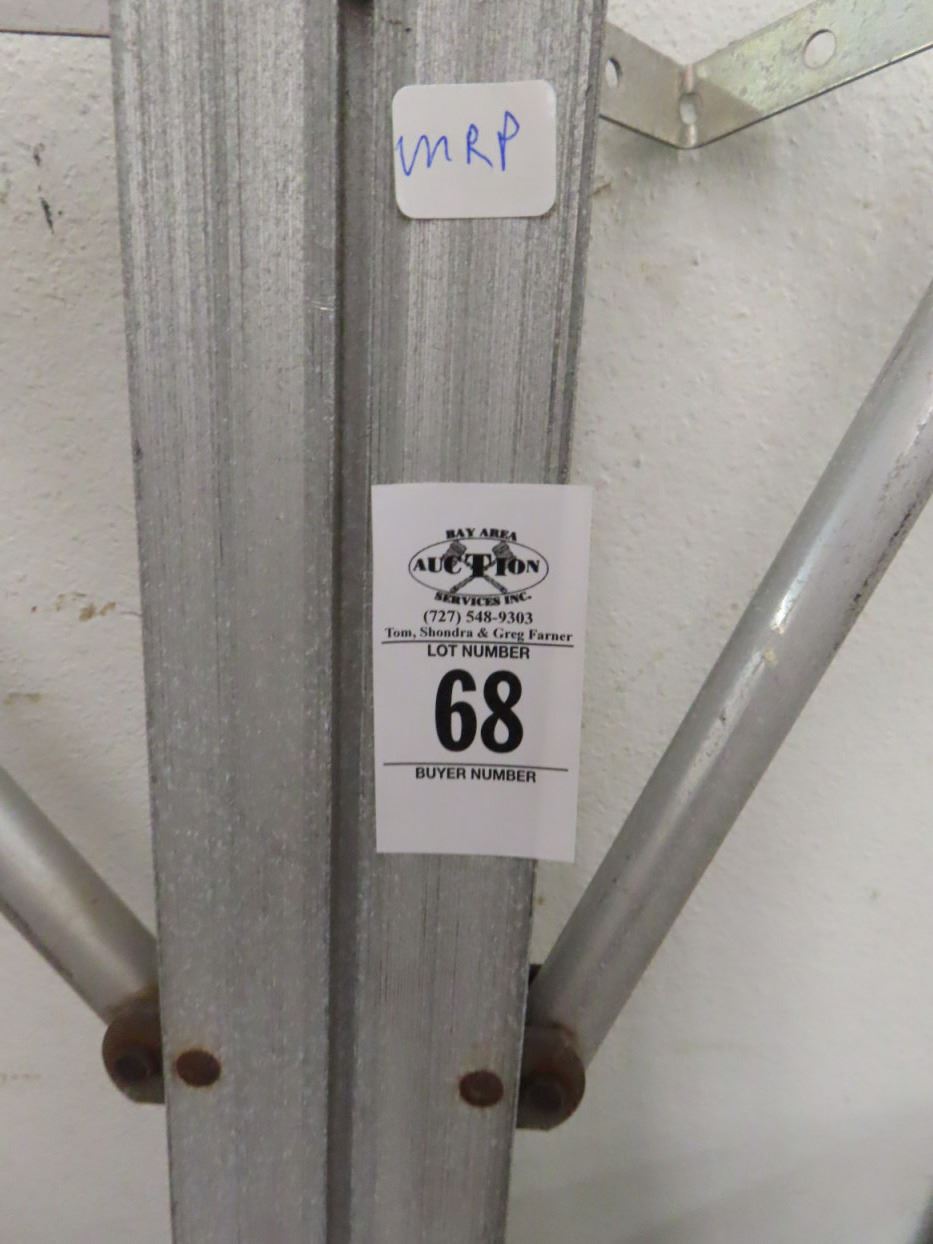 MRP
BAY AREA
AUCTION
SERVICES INC.
(727) 548-9303
Tom, Shondra & Greg Farner
LOT NUMBER
68
BUYER NUMBER